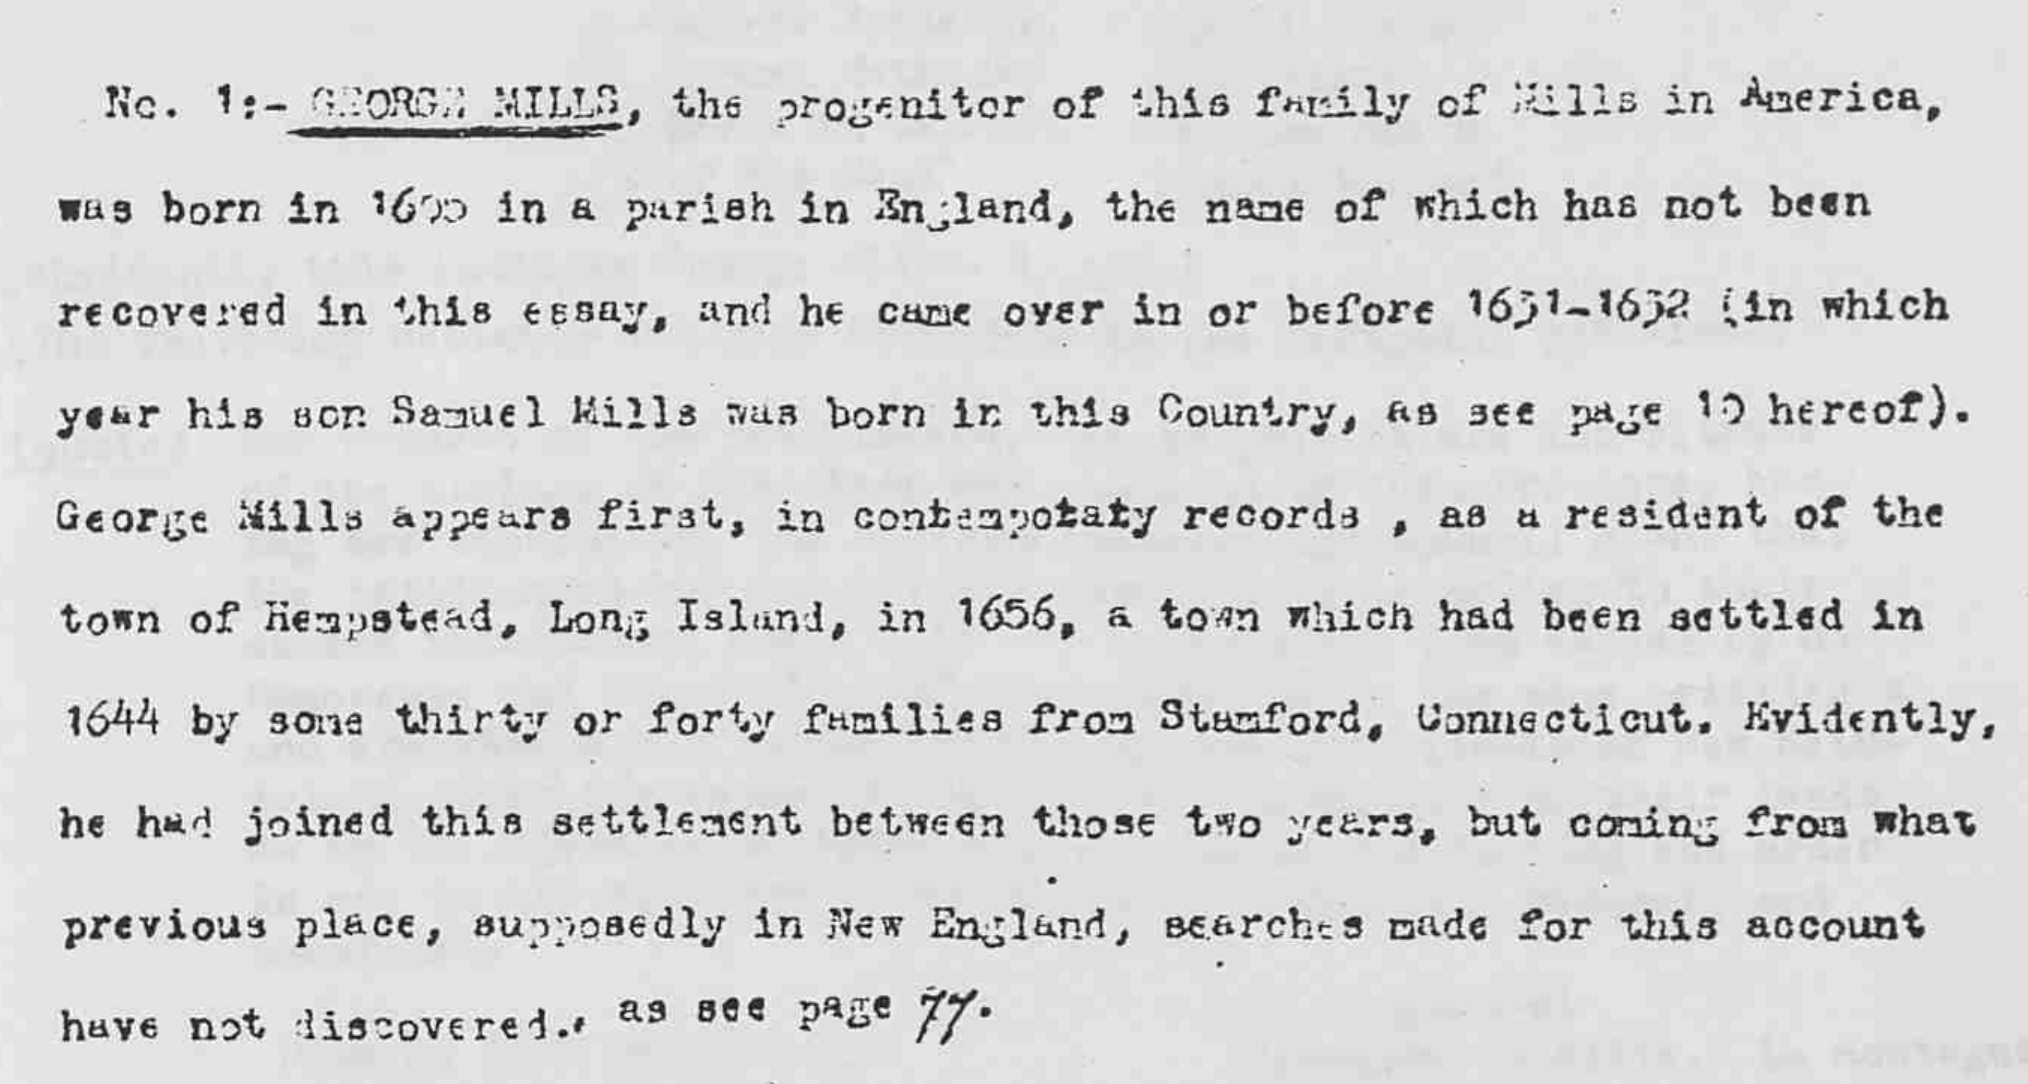 No. 1:- GEORGE MILLS, the progenitor of this family of Mills in America,
was born in in a parish in England, the name of which has not been
recovered in this essay, and he came over in or before 1631-1632 (in which
year his son Samuel Mills was born in this Country, as see page 10 hereof).
George Mills appears first, in contempotaty records , as a resident of the
town of Hempstead, Long Island, in 1656, a town which had been settled in
1644 by some thirty or forty families from Stamford, Connecticut. Evidently,
he had joined this settlement between those two years, but coming from what
previous place, supposedly in New England, searches made for this account
have not discovered., as see page 77.